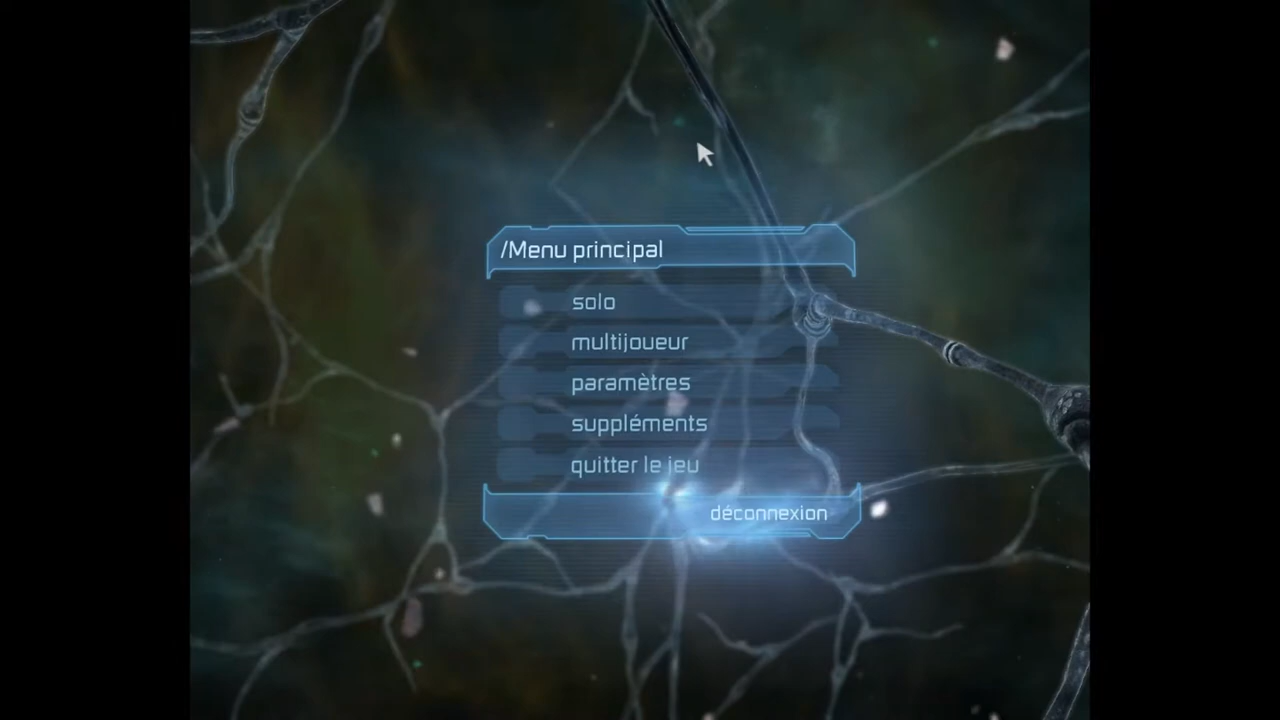 /Menu principal
solo
multijoueur
paramètres
suppléments
quitter le jeu
déconnexion